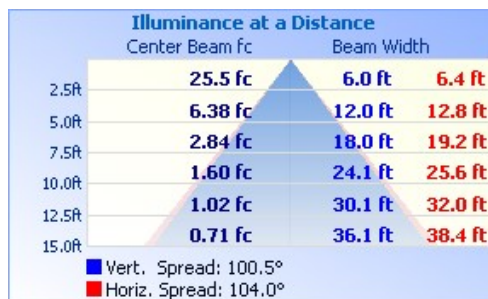 Illuminance at a Distance
Center Beam fc Beam Width
2.5ft 25.5 fc 6.0 ft 6.4 ft
5.0ft 6.38 fc 12.0 ft 12.8 ft
7.5ft 2.84 fc 18.0 ft 19.2 ft
10.0ft 1.60 fc 24.1 ft 25.6 ft
12.5ft 1.02 fc 30.1 ft 32.0 ft
15.0ft 0.71 fc 36.1 ft 38.4 ft
Vert. Spread: 100.5°
Horiz. Spread: 104.0°